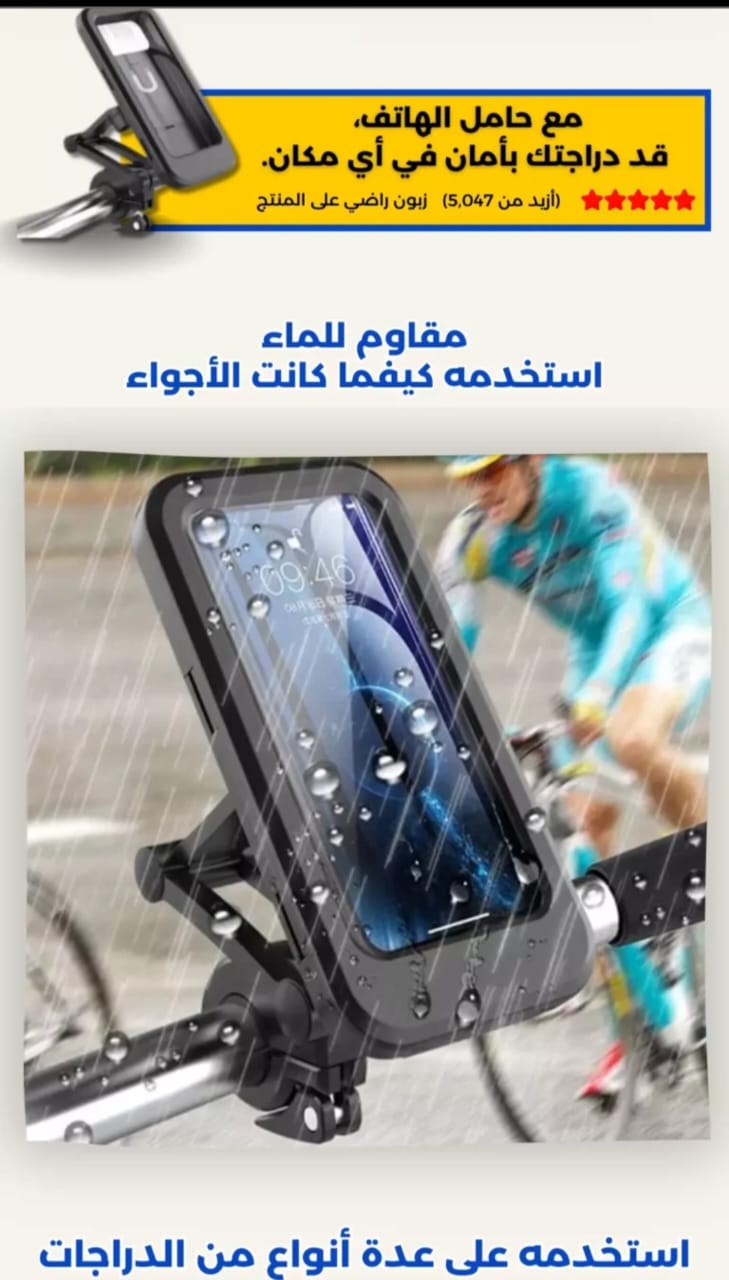 مع حامل الهاتف،
قد دراجتك بأمان في أي مكان.
(أزيد من 5,047) زبون راضي على المنتج
مقاوم للماء
استخدمه كيفما كانت الأجواء
09:46
استخدمه على عدة أنواع من الدراجات